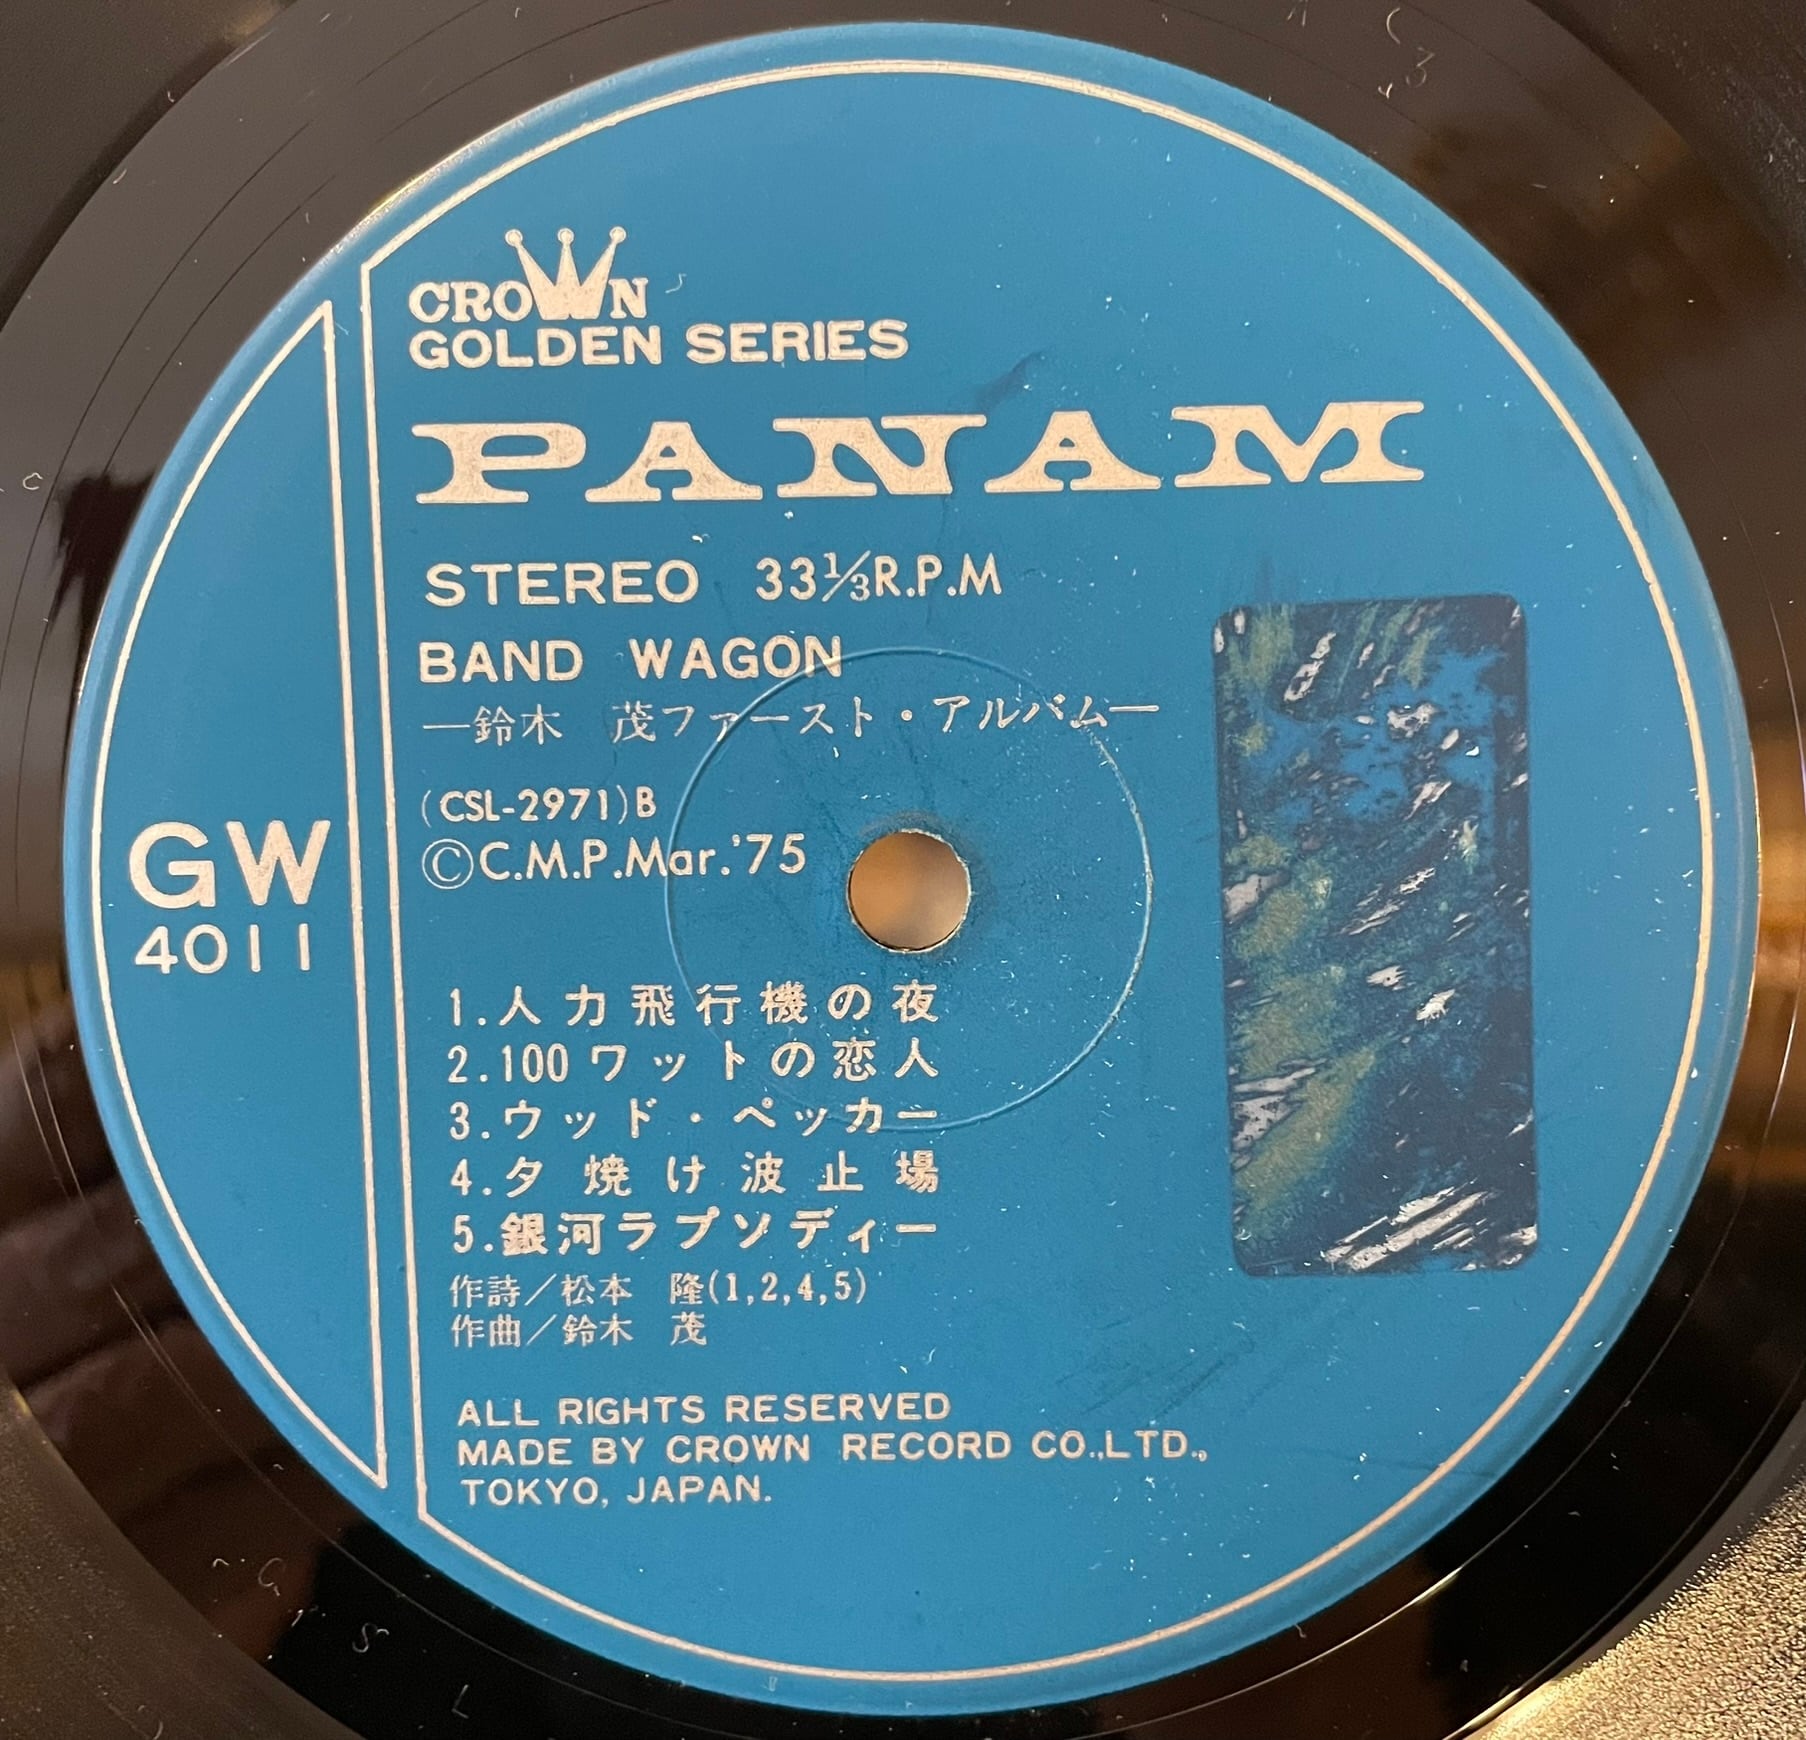 CROWN
GOLDEN SERIES
PANAM
STEREO 33⅓R.P.M
BAND WAGON
—鈴木 茂ファースト・アルバム—
(CSL-2971)B
©C.M.P.Mar.'75
GW
4011
1.人力飛行機の夜
2.100ワットの恋人
3.ウッド・ペッカー
4.夕焼け波止場
5.銀河ラプソディー
作詩/松本 隆(1,2,4,5)
作曲/鈴木 茂
ALL RIGHTS RESERVED
MADE BY CROWN RECORD CO.,LTD.,
TOKYO, JAPAN.